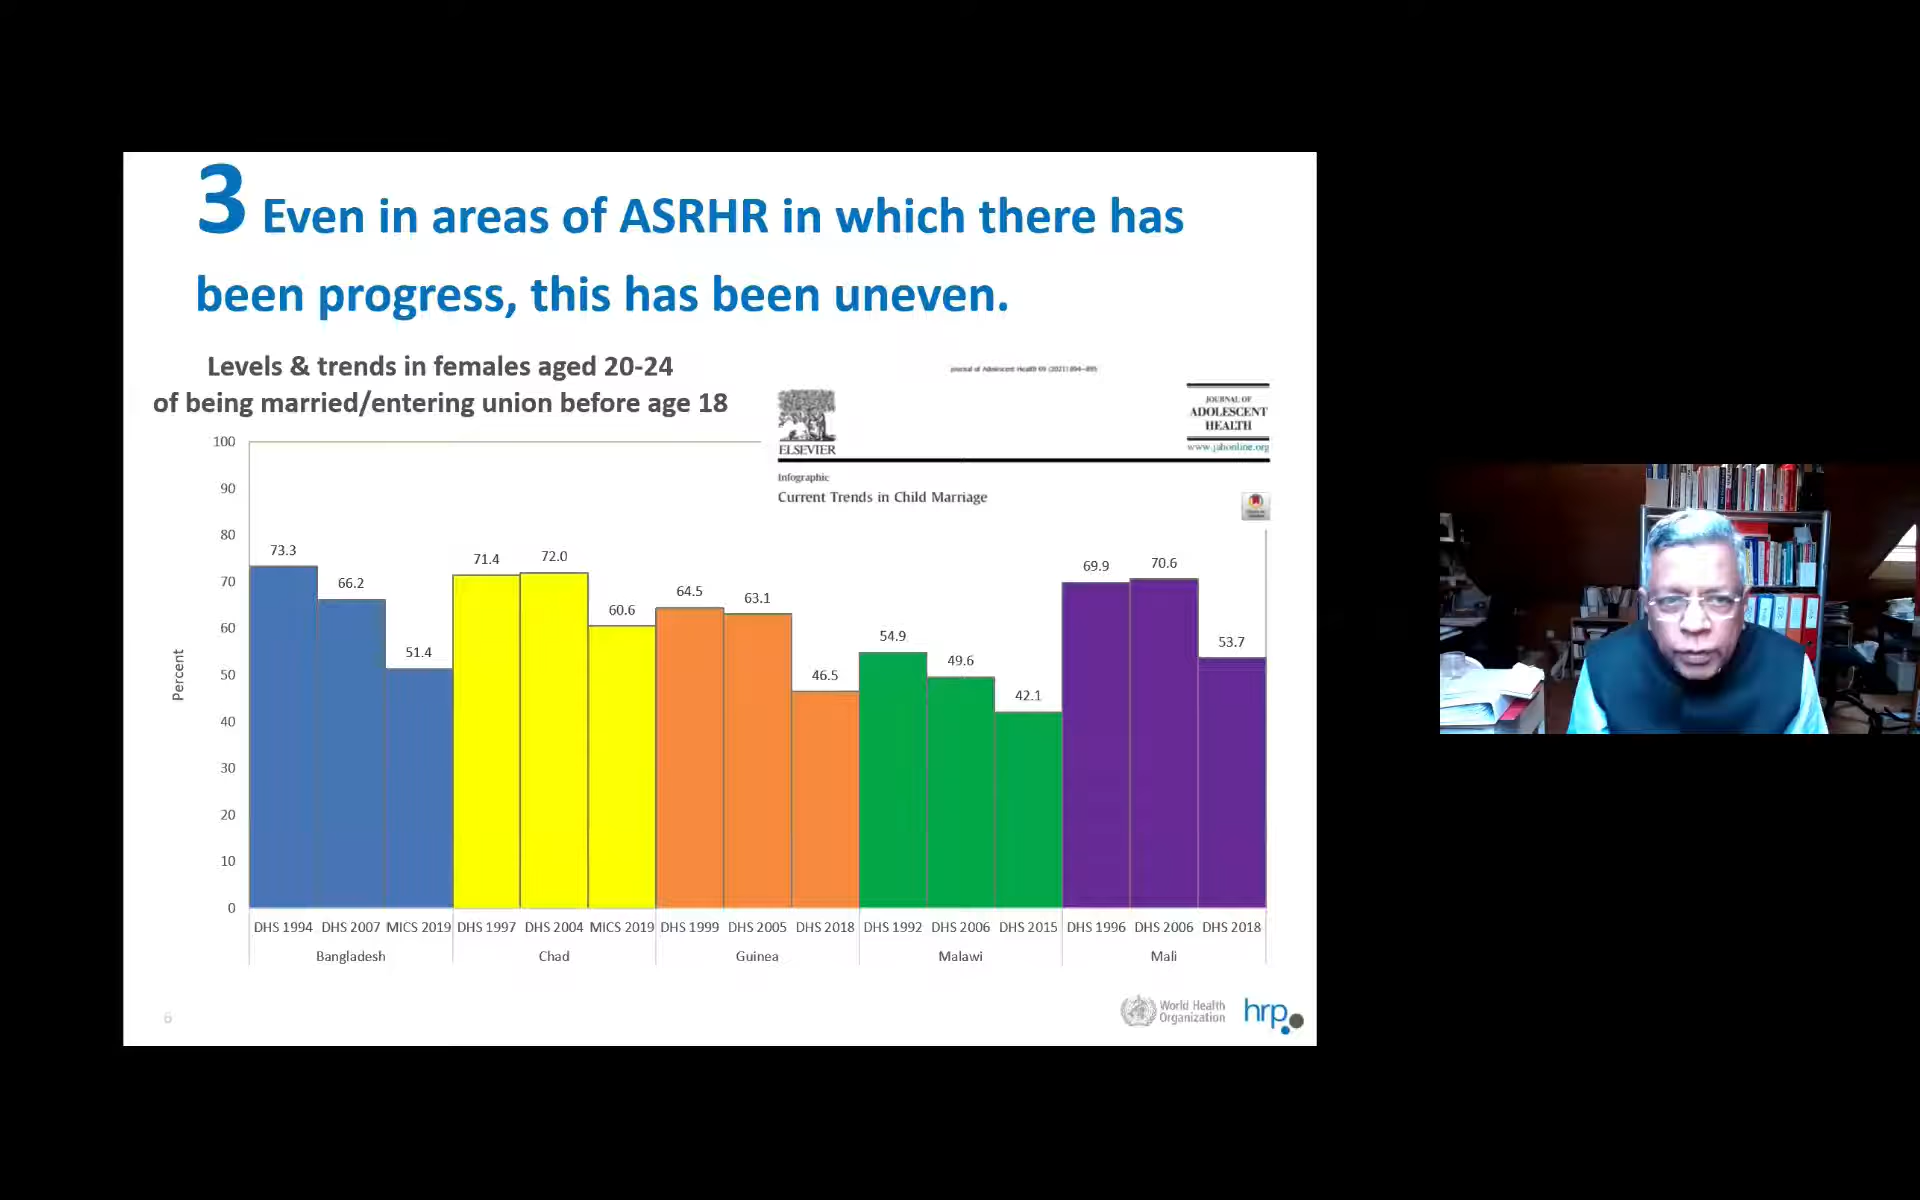 3 Even in areas of ASRHR in which there has
been progress, this has been uneven.
Levels & trends in females aged 20-24
of being married/entering union before age 18
Journal of Adolescent Health 69 (2021) 894–895
ELSEVIER
JOURNAL OF
ADOLESCENT
HEALTH
www.jahonline.org
Infographic
Current Trends in Child Marriage
Percent
100
90
80
70
60
50
40
30
20
10
0
73.3
66.2
51.4
71.4
72.0
60.6
64.5
63.1
46.5
54.9
49.6
42.1
69.9
70.6
53.7
DHS 1994 DHS 2007 MICS 2019 DHS 1997 DHS 2004 MICS 2019 DHS 1999 DHS 2005 DHS 2018 DHS 1992 DHS 2006 DHS 2015 DHS 1996 DHS 2006 DHS 2018
Bangladesh Chad Guinea Malawi Mali
6
World Health
Organization
hrp